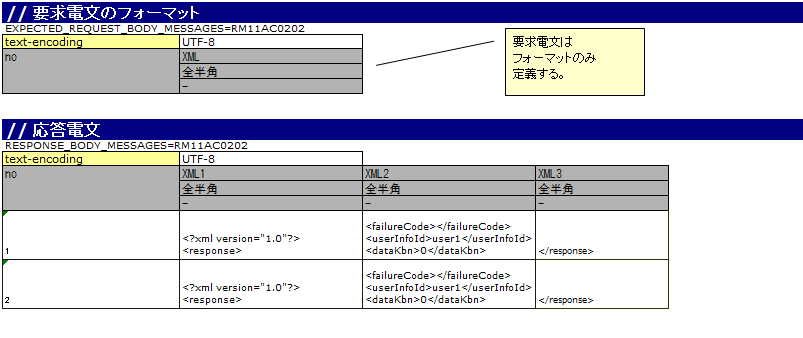 // 要求電文のフォーマット
EXPECTED_REQUEST_BODY_MESSAGES=RM11AC0202
text-encoding UTF-8
no XML
全半角
-
要求電文は
フォーマットのみ
定義する。
// 応答電文
RESPONSE_BODY_MESSAGES=RM11AC0202
text-encoding UTF-8
no XML1 XML2 XML3
全半角 全半角 全半角
- - -
<failureCode></failureCode>
<?xml version="1.0"?> <userInfoId>user1</userInfoId>
1 <response> <dataKbn>0</dataKbn> </response>
<failureCode></failureCode>
<?xml version="1.0"?> <userInfoId>user1</userInfoId>
2 <response> <dataKbn>0</dataKbn> </response>